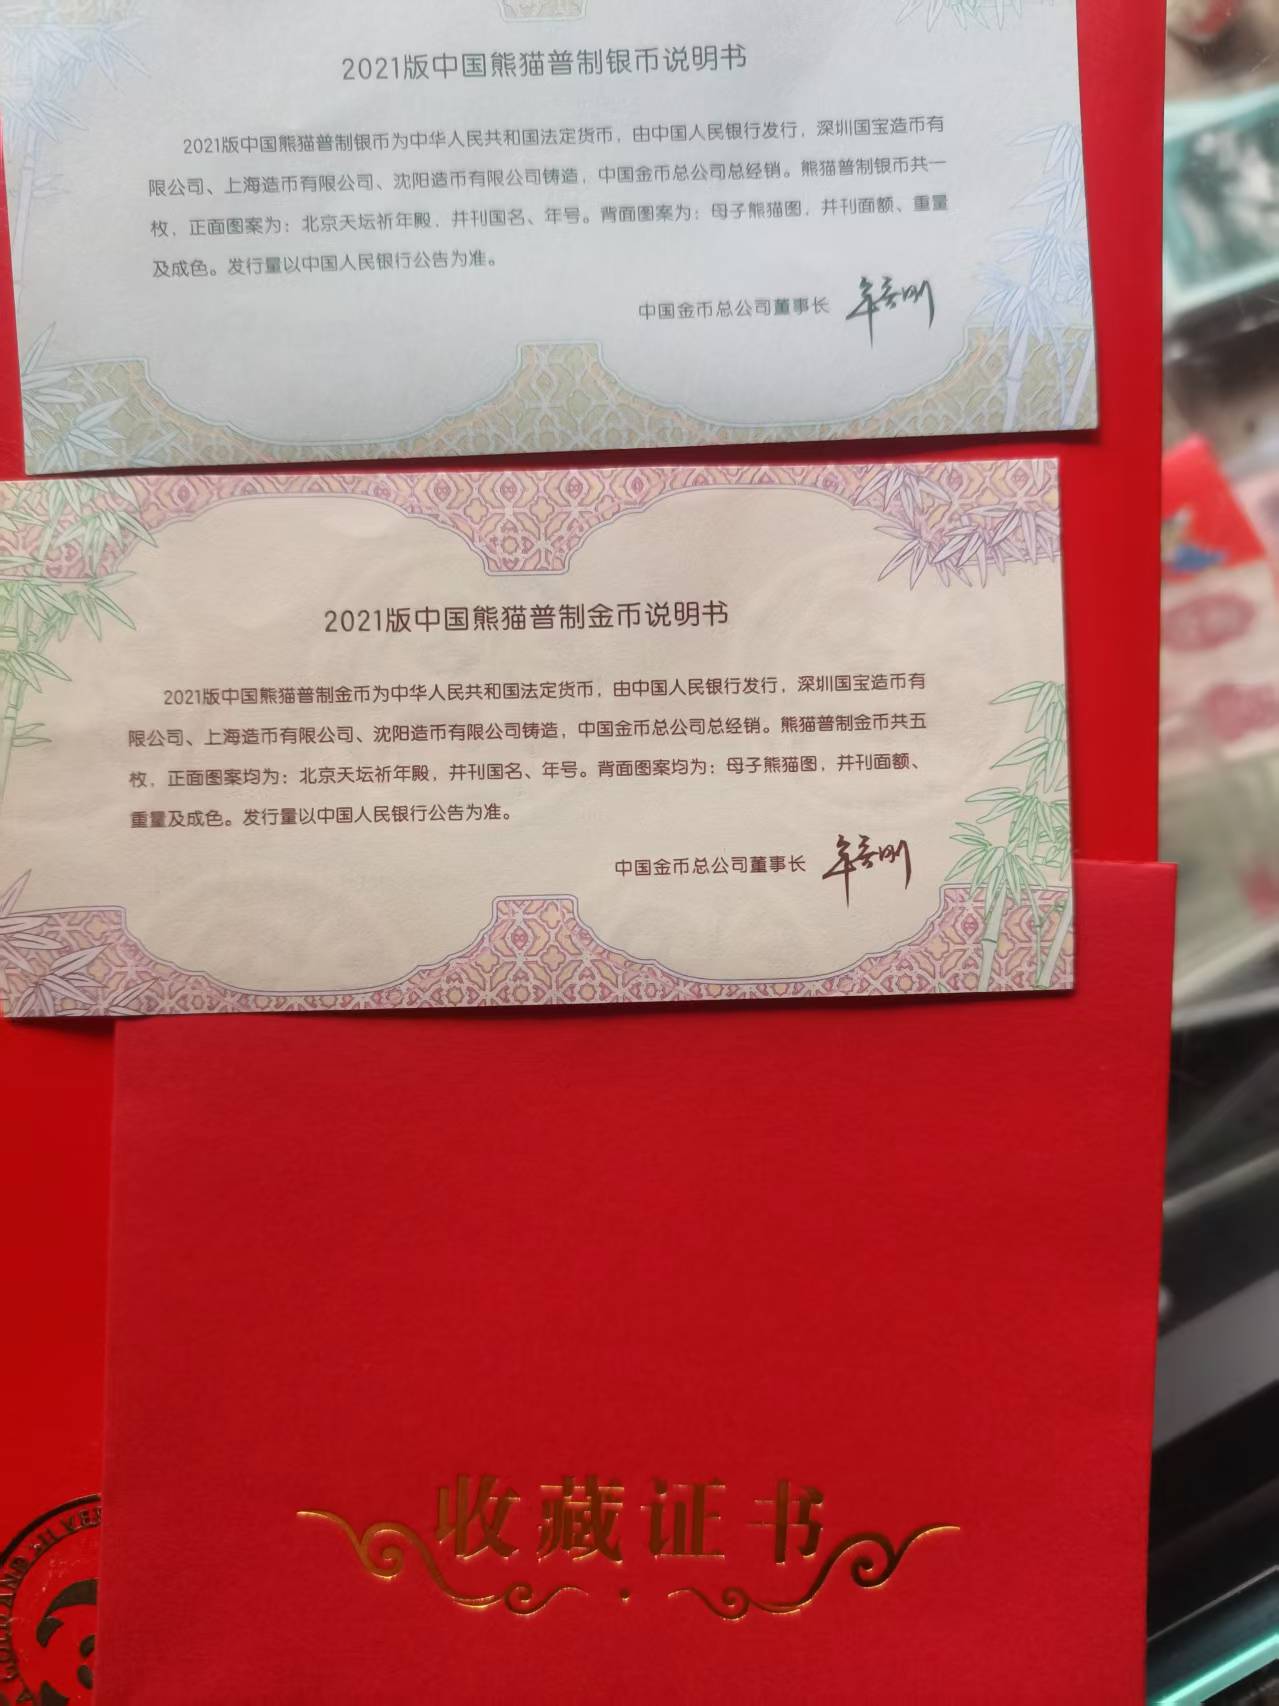 2021版中国熊猫普制银币说明书
2021版中国熊猫普制银币为中华人民共和国法定货币，由中国人民银行发行，深圳国宝造币有
限公司、上海造币有限公司、沈阳造币有限公司铸造，中国金币总公司总经销。熊猫普制银币共一
枚，正面图案为：北京天坛祈年殿，并刊国名、年号。背面图案为：母子熊猫图，并刊面额、重量
及成色。发行量以中国人民银行公告为准。
中国金币总公司董事长
2021版中国熊猫普制金币说明书
2021版中国熊猫普制金币为中华人民共和国法定货币，由中国人民银行发行，深圳国宝造币有
限公司、上海造币有限公司、沈阳造币有限公司铸造，中国金币总公司总经销。熊猫普制金币共五
枚，正面图案均为：北京天坛祈年殿，并刊国名、年号。背面图案均为：母子熊猫图，并刊面额、
重量及成色。发行量以中国人民银行公告为准。
中国金币总公司董事长
收藏证书